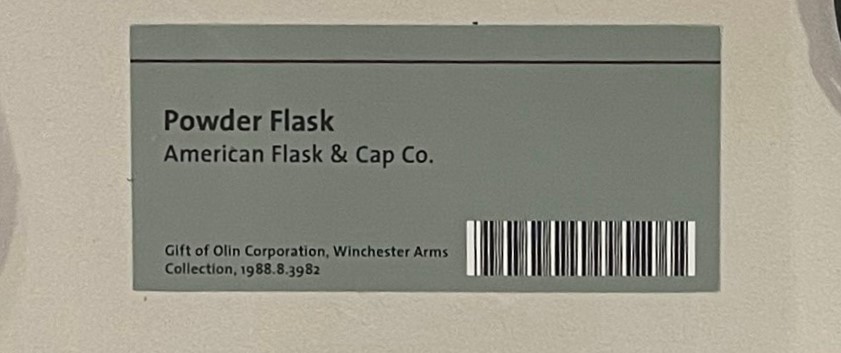 Powder Flask
American Flask & Cap Co.
Gift of Olin Corporation, Winchester Arms
Collection, 1988.8.3982